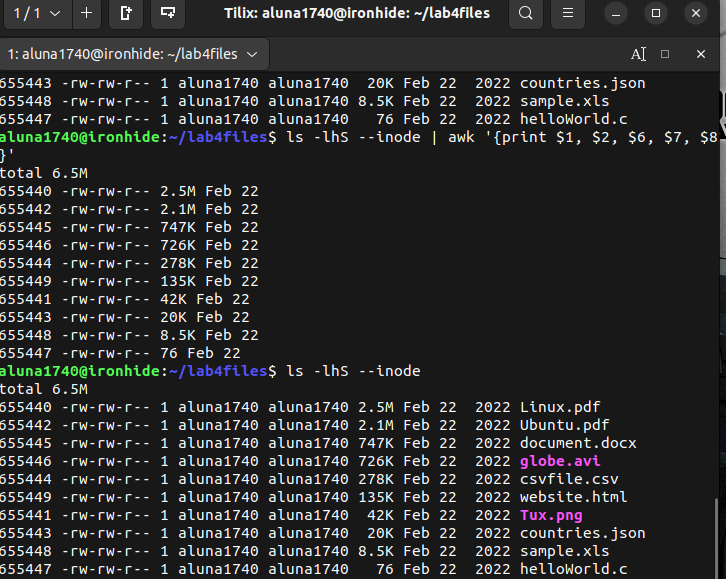 1 / 1
Tilix: aluna1740@ironhide: ~/lab4files
1: aluna1740@ironhide: ~/lab4files
655443 -rw-rw-r-- 1 aluna1740 aluna1740  20K Feb 22  2022 countries.json
655448 -rw-rw-r-- 1 aluna1740 aluna1740 8.5K Feb 22  2022 sample.xls
655447 -rw-rw-r-- 1 aluna1740 aluna1740   76 Feb 22  2022 helloWorld.c
aluna1740@ironhide:~/lab4files$ ls -lhS --inode | awk '{print $1, $2, $6, $7, $8
}'
total 6.5M
655440 -rw-rw-r-- 2.5M Feb 22
655442 -rw-rw-r-- 2.1M Feb 22
655445 -rw-rw-r-- 747K Feb 22
655446 -rw-rw-r-- 726K Feb 22
655444 -rw-rw-r-- 278K Feb 22
655449 -rw-rw-r-- 135K Feb 22
655441 -rw-rw-r-- 42K Feb 22
655443 -rw-rw-r-- 20K Feb 22
655448 -rw-rw-r-- 8.5K Feb 22
655447 -rw-rw-r-- 76 Feb 22
aluna1740@ironhide:~/lab4files$ ls -lhS --inode
total 6.5M
655440 -rw-rw-r-- 1 aluna1740 aluna1740 2.5M Feb 22  2022 Linux.pdf
655442 -rw-rw-r-- 1 aluna1740 aluna1740 2.1M Feb 22  2022 Ubuntu.pdf
655445 -rw-rw-r-- 1 aluna1740 aluna1740 747K Feb 22  2022 document.docx
655446 -rw-rw-r-- 1 aluna1740 aluna1740 726K Feb 22  2022 globe.avi
655444 -rw-rw-r-- 1 aluna1740 aluna1740 278K Feb 22  2022 csvfile.csv
655449 -rw-rw-r-- 1 aluna1740 aluna1740 135K Feb 22  2022 website.html
655441 -rw-rw-r-- 1 aluna1740 aluna1740  42K Feb 22  2022 Tux.png
655443 -rw-rw-r-- 1 aluna1740 aluna1740  20K Feb 22  2022 countries.json
655448 -rw-rw-r-- 1 aluna1740 aluna1740 8.5K Feb 22  2022 sample.xls
655447 -rw-rw-r-- 1 aluna1740 aluna1740   76 Feb 22  2022 helloWorld.c